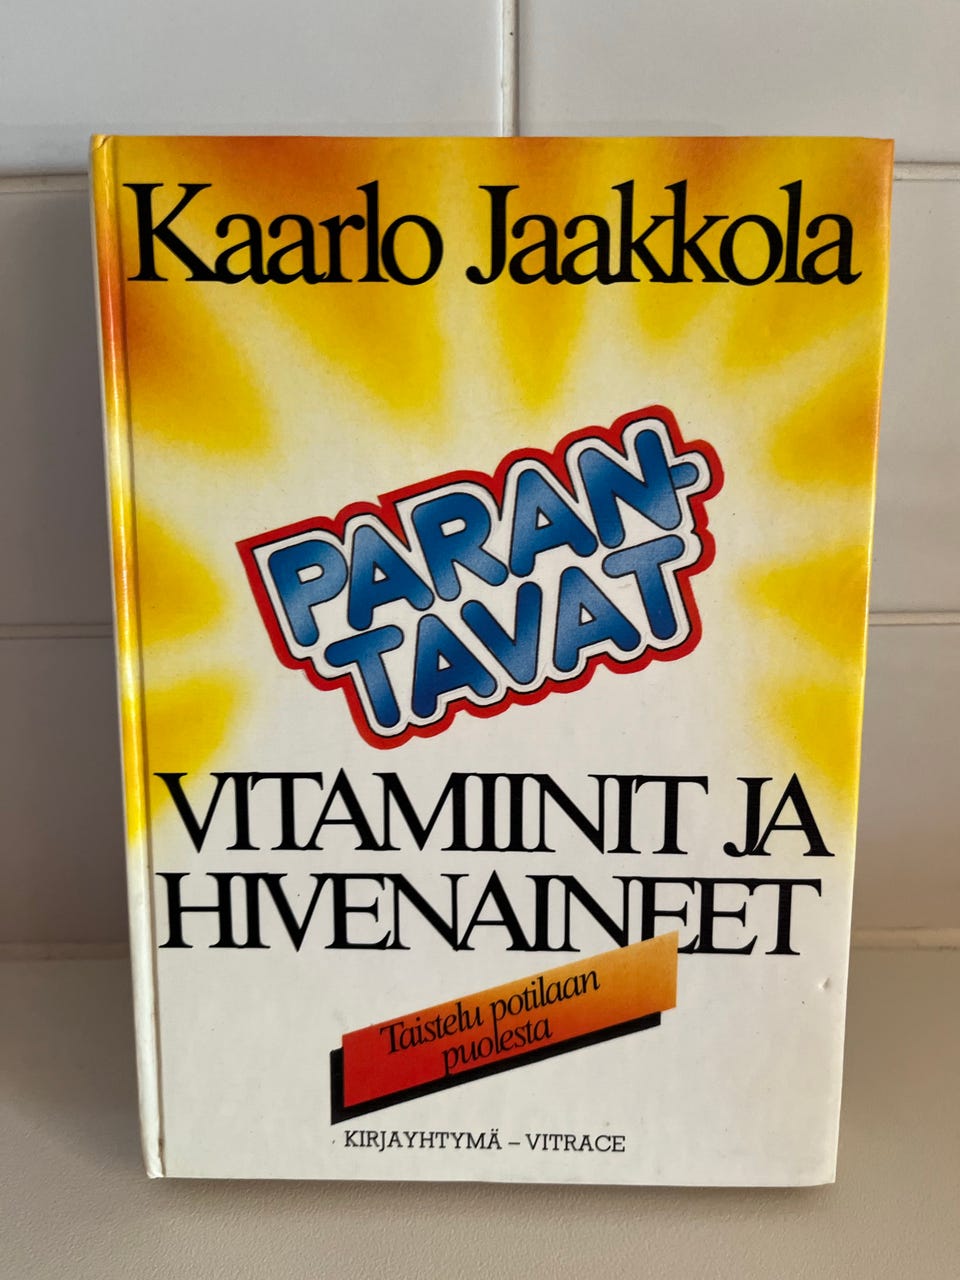 Kaarlo Jaakkola
PARAN-
TAVAT
VITAMIINIT JA
HIVENAINEET
Taistelu potilaan
puolesta
KIRJAYHTYMÄ – VITRACE